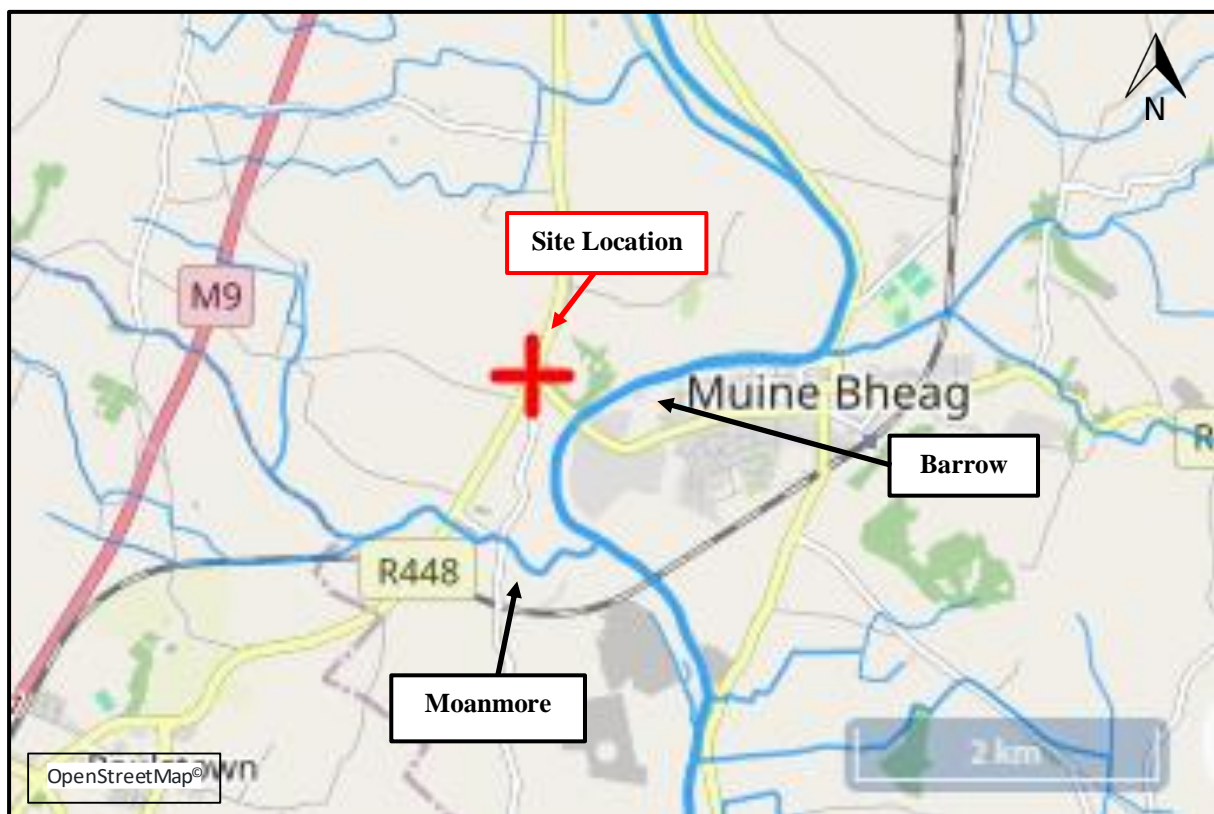 N
Site Location
M9
Muine Bheag
Barrow
R
R448
Moanmore
2 km
OpenStreetMap©